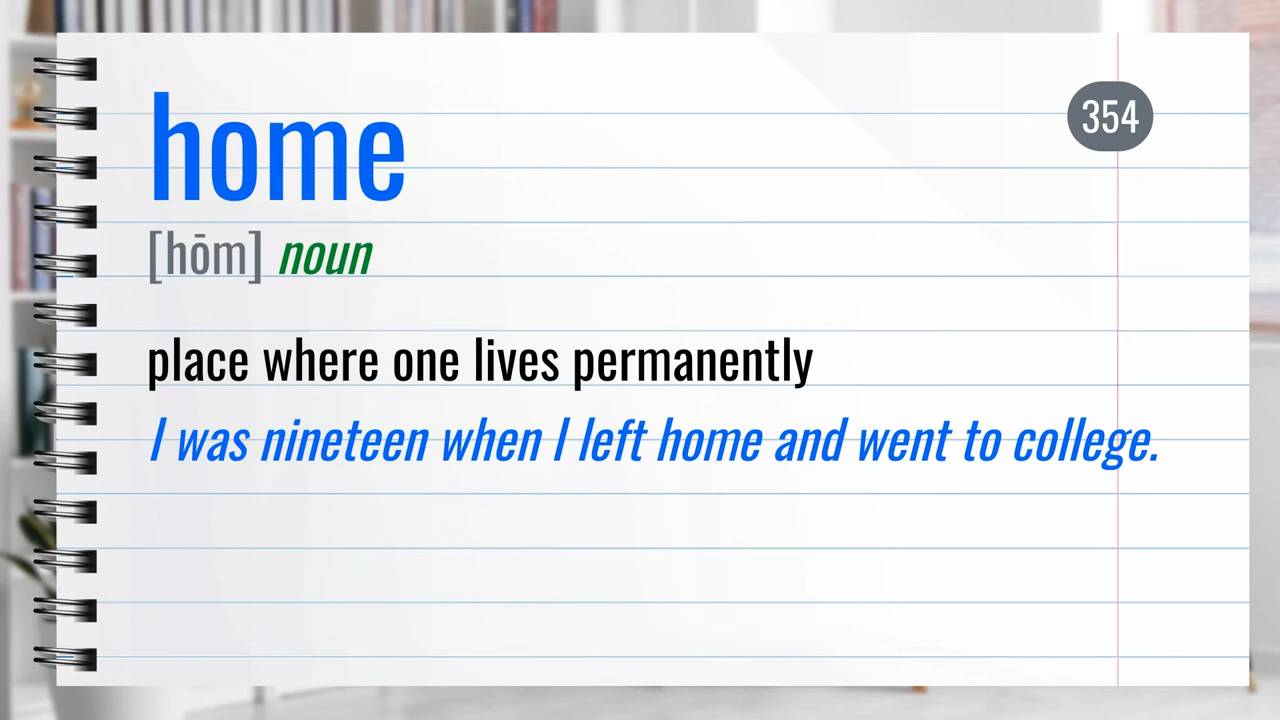 home
354
[hōm] noun
place where one lives permanently
I was nineteen when I left home and went to college.